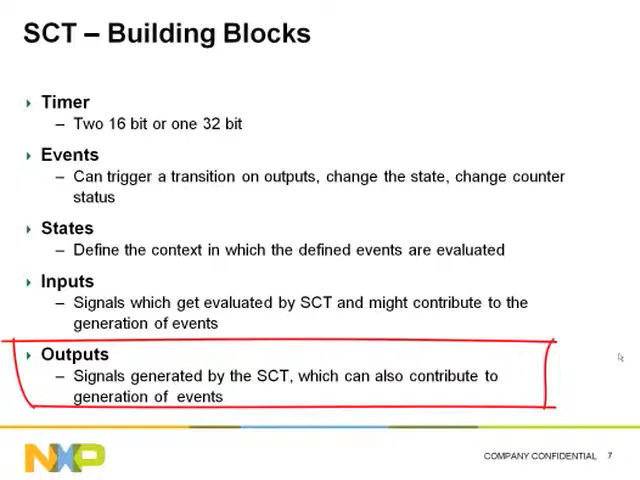 SCT – Building Blocks
Timer
– Two 16 bit or one 32 bit
Events
– Can trigger a transition on outputs, change the state, change counter
status
States
– Define the context in which the defined events are evaluated
Inputs
– Signals which get evaluated by SCT and might contribute to the
generation of events
Outputs
– Signals generated by the SCT, which can also contribute to
generation of events
NXP
COMPANY CONFIDENTIAL 7